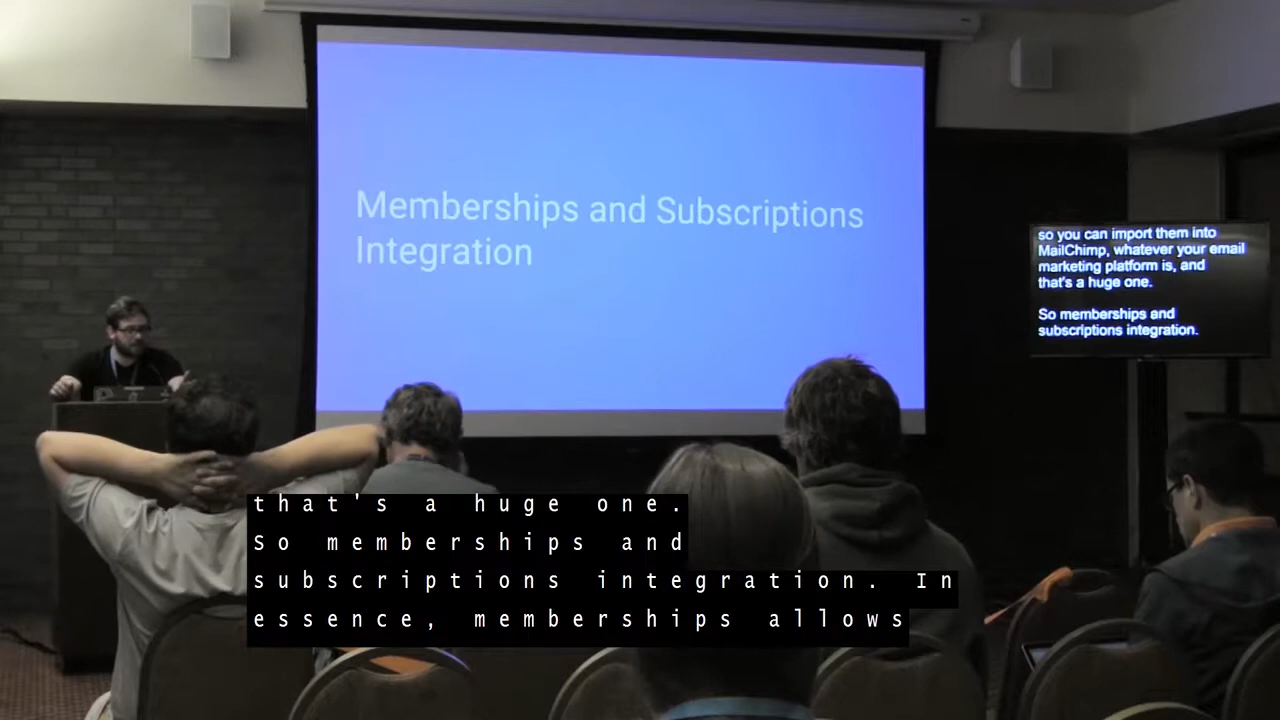 Memberships and Subscriptions
Integration
so you can import them into
MailChimp, whatever your email
marketing platform is, and
that's a huge one.
So memberships and
subscriptions integration.
that's a huge one.
So memberships and
subscriptions integration. In
essence, memberships allows